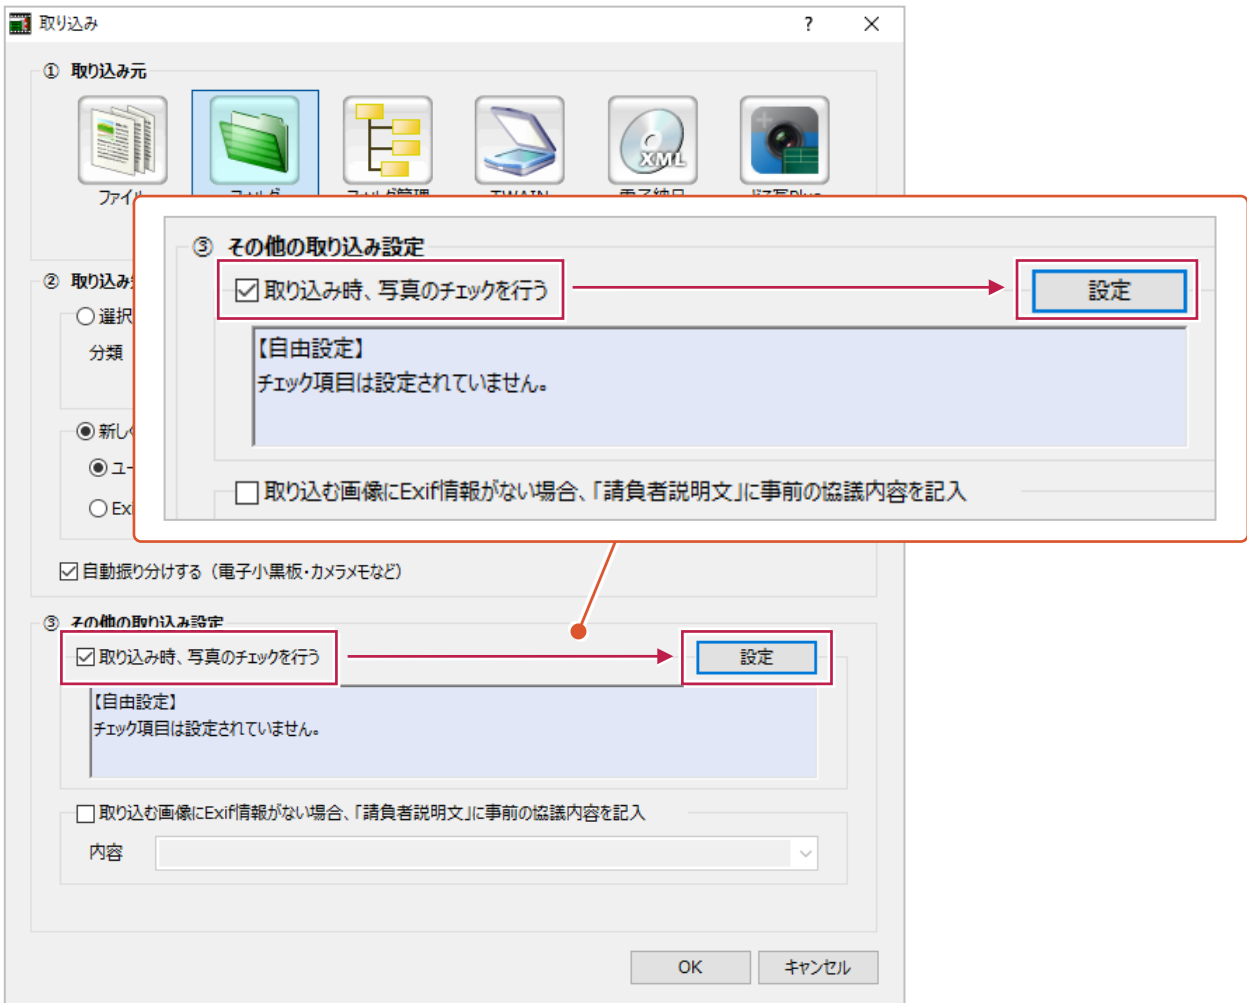 取り込み
?
① 取り込み元
XML
ファイル
③ その他の取り込み設定
取り込み時、写真のチェックを行う
設定
【自由設定】
チェック項目は設定されていません。
取り込む画像にExif情報がない場合、「請負者説明文」に事前の協議内容を記入
② 取り込み
選択
分類
新しく
ユー
Ex
自動振り分けする（電子小黒板・カメラメモなど）
③ その他の取り込み設定
取り込み時、写真のチェックを行う
設定
【自由設定】
チェック項目は設定されていません。
取り込む画像にExif情報がない場合、「請負者説明文」に事前の協議内容を記入
内容
OK
キャンセル